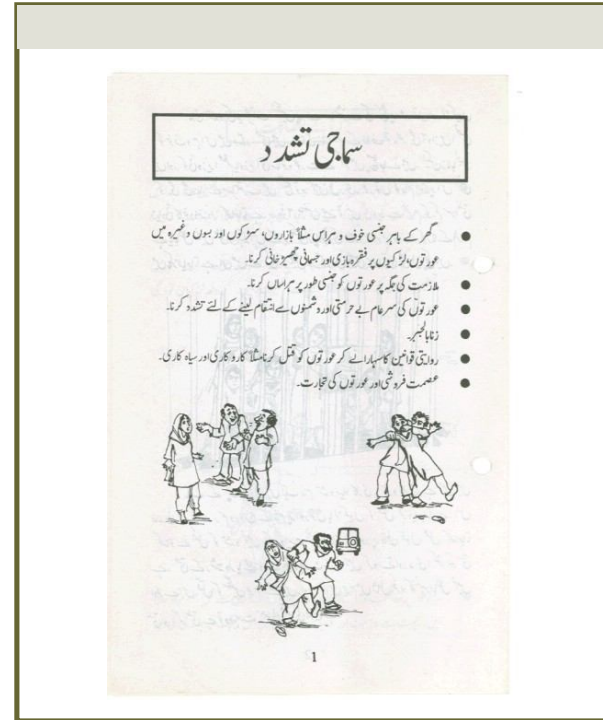 سماجی تشدد
● گھر کے باہر جنسی خوف و ہراس مثلاً بازاروں، سڑکوں اور بسوں وغیرہ میں
عورتوں، لڑکیوں پر فقرہ بازی اور جسمانی چھیڑ خانی کرنا۔
● ملازمت کی جگہ پر عورتوں کو جنسی طور پر ہراساں کرنا۔
● عورتوں کی سرعام بے حرمتی اور دشمنوں سے انتقام لینے کے لئے تشدد کرنا۔
● زنا بالجبر۔
● روایتی قوانین کا سہارا لے کر عورتوں کو قتل کرنا مثلاً کاروکاری اور سیاہ کاری۔
● عصمت فروشی اور عورتوں کی تجارت۔
1